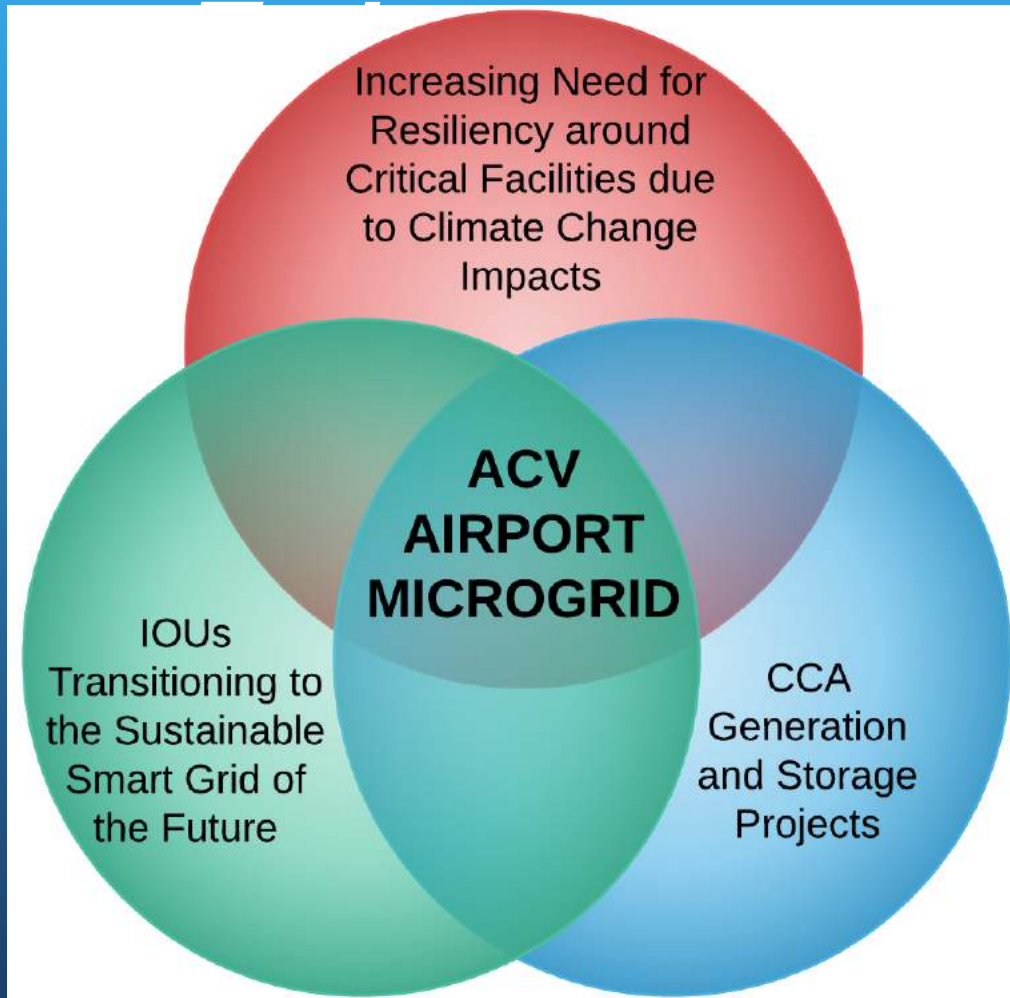 Increasing Need for
Resiliency around
Critical Facilities due
to Climate Change
Impacts
ACV
AIRPORT
MICROGRID
IOUs
Transitioning to
the Sustainable
Smart Grid of
the Future
CCA
Generation
and Storage
Projects